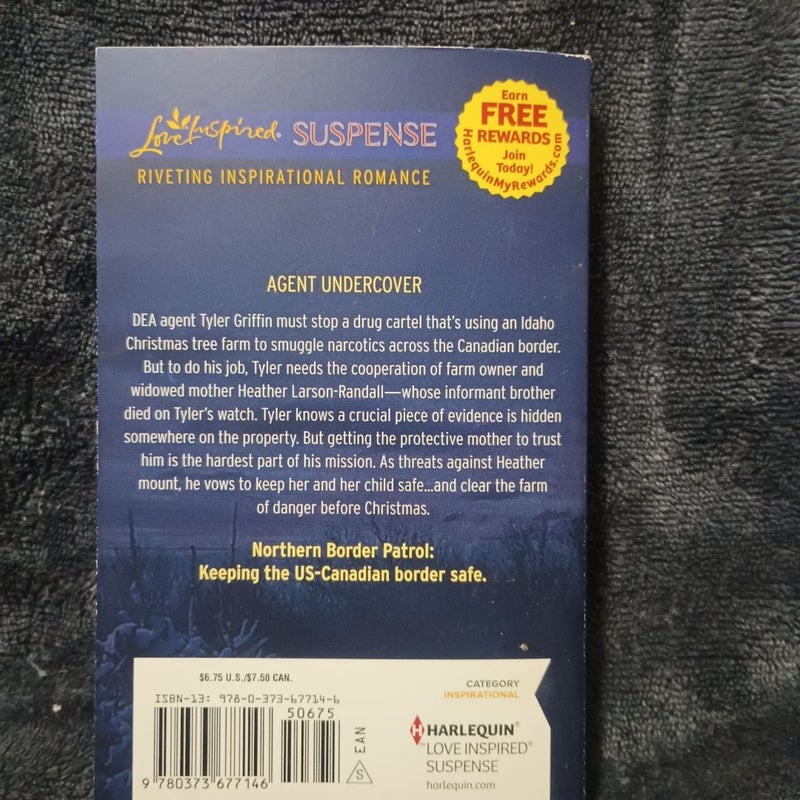 Love Inspired® SUSPENSE
RIVETING INSPIRATIONAL ROMANCE
Earn
FREE
REWARDS
Join
Today!
HarlequinMyRewards.com
AGENT UNDERCOVER
DEA agent Tyler Griffin must stop a drug cartel that's using an Idaho
Christmas tree farm to smuggle narcotics across the Canadian border.
But to do his job, Tyler needs the cooperation of farm owner and
widowed mother Heather Larson-Randall—whose informant brother
died on Tyler's watch. Tyler knows a crucial piece of evidence is hidden
somewhere on the property. But getting the protective mother to trust
him is the hardest part of his mission. As threats against Heather
mount, he vows to keep her and her child safe...and clear the farm
of danger before Christmas.
Northern Border Patrol:
Keeping the US-Canadian border safe.
$6.75 U.S./$7.50 CAN.
ISBN-13: 978-0-373-67714-6
50675
9 780373 677146
EAN
S
CATEGORY
INSPIRATIONAL
HARLEQUIN®
™LOVE INSPIRED®
SUSPENSE
harlequin.com